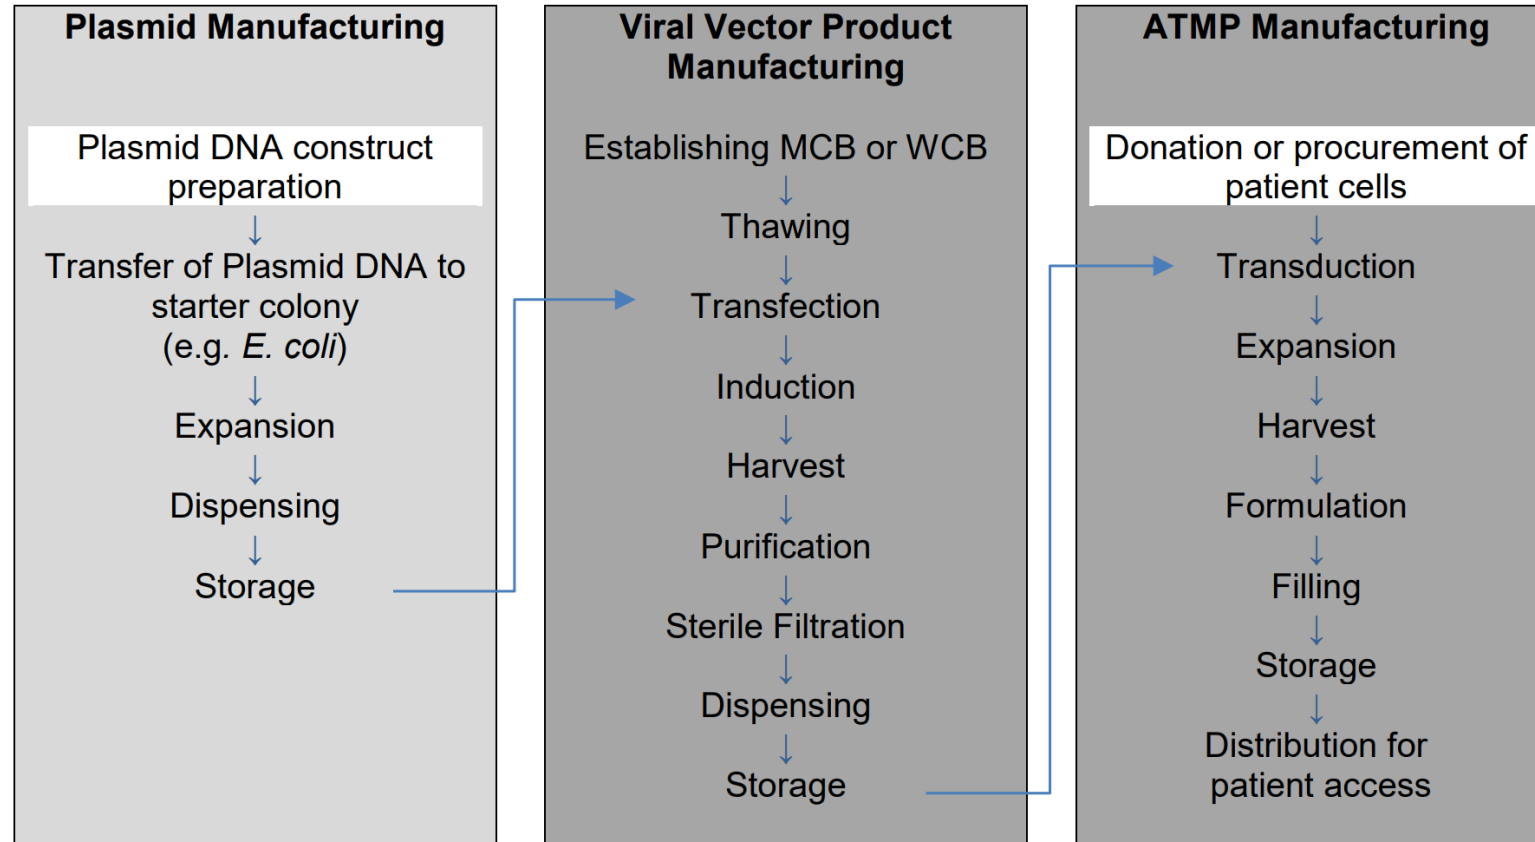 Plasmid Manufacturing
Plasmid DNA construct
preparation
↓
Transfer of Plasmid DNA to
starter colony
(e.g. E. coli)
↓
Expansion
↓
Dispensing
↓
Storage
Viral Vector Product
Manufacturing
Establishing MCB or WCB
↓
Thawing
↓
Transfection
↓
Induction
↓
Harvest
↓
Purification
↓
Sterile Filtration
↓
Dispensing
↓
Storage
ATMP Manufacturing
Donation or procurement of
patient cells
↓
Transduction
↓
Expansion
↓
Harvest
↓
Formulation
↓
Filling
↓
Storage
↓
Distribution for
patient access